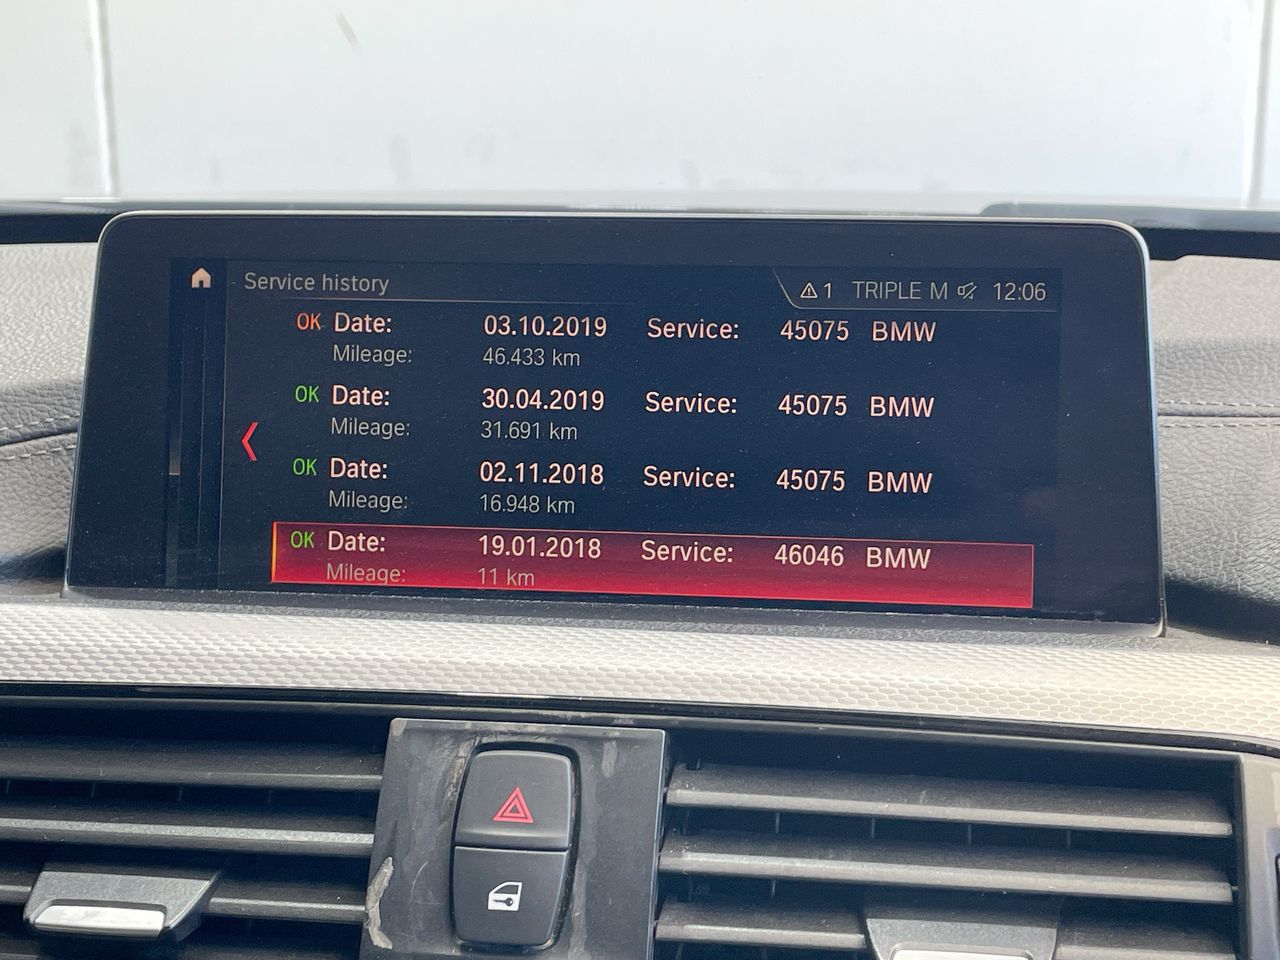 Service history
1 TRIPLE M 12:06
OK Date: 03.10.2019 Service: 45075 BMW
Mileage: 46.433 km
OK Date: 30.04.2019 Service: 45075 BMW
Mileage: 31.691 km
OK Date: 02.11.2018 Service: 45075 BMW
Mileage: 16.948 km
OK Date: 19.01.2018 Service: 46046 BMW
Mileage: 11 km